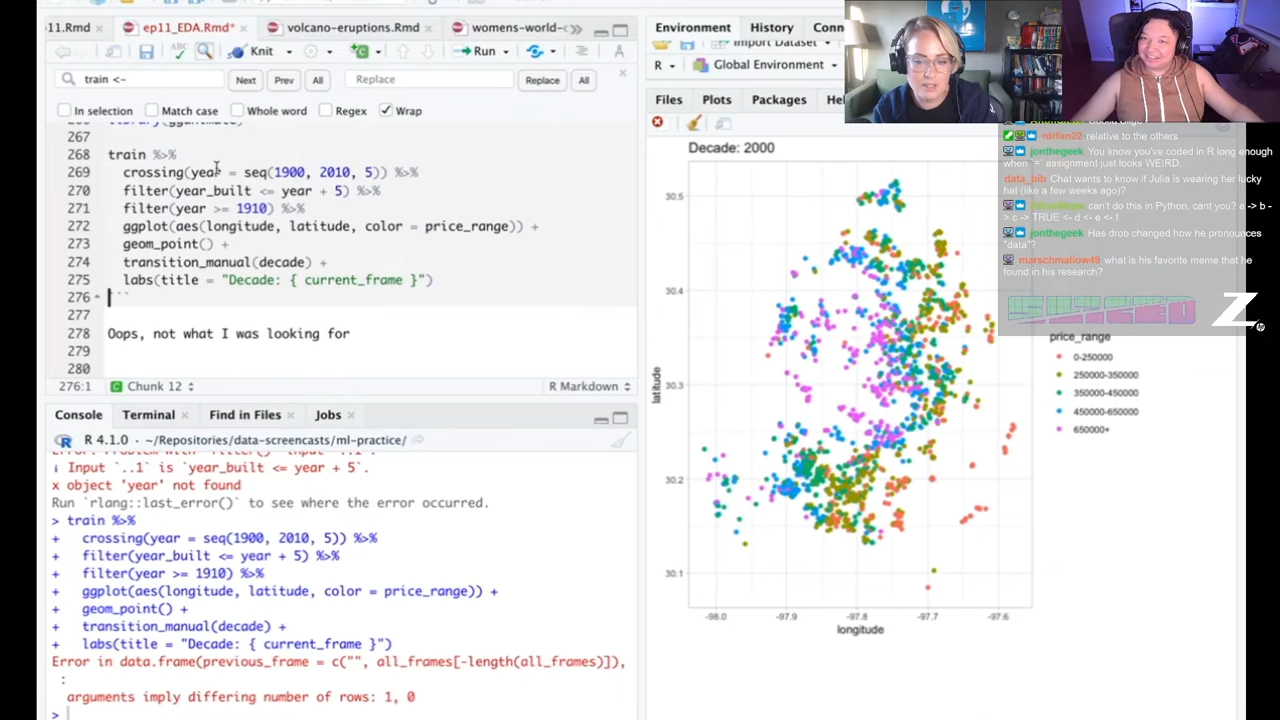 11.Rmd
ep11_EDA.Rmd*
volcano-eruptions.Rmd
womens-world-
Knit
Run
train <-
Next
Prev
All
Replace
Replace
All
In selection
Match case
Whole word
Regex
Wrap
267
268 train %>%
269 crossing(year = seq(1900, 2010, 5)) %>%
270 filter(year_built <= year + 5) %>%
271 filter(year >= 1910) %>%
272 ggplot(aes(longitude, latitude, color = price_range)) +
273 geom_point() +
274 transition_manual(decade) +
275 labs(title = "Decade: { current_frame }")
276 ```
277
278 Oops, not what I was looking for
279
280
276:1 Chunk 12 R Markdown
Console Terminal Find in Files Jobs
R 4.1.0 · ~/Repositories/data-screencasts/ml-practice/
i Input `..1` is `year_built <= year + 5`.
x object 'year' not found
Run `rlang::last_error()` to see where the error occurred.
> train %>%
+ crossing(year = seq(1900, 2010, 5)) %>%
+ filter(year_built <= year + 5) %>%
+ filter(year >= 1910) %>%
+ ggplot(aes(longitude, latitude, color = price_range)) +
+ geom_point() +
+ transition_manual(decade) +
+ labs(title = "Decade: { current_frame }")
Error in data.frame(previous_frame = c("", all_frames[-length(all_frames)]),
:
arguments imply differing number of rows: 1, 0
>
Environment History Conn
Import Dataset
R Global Environment
Files Plots Packages Hel
Decade: 2000
30.5
30.4
30.3
30.2
30.1
latitude
-98.0 -97.9 -97.8 -97.7 -97.6
longitude
price_range
0-250000
250000-350000
350000-450000
450000-650000
650000+
rdrfan22 relative to the others
jonthegeek: You know you've coded in R long enough
when `=` assignment just looks WEIRD.
data_bib: Chat wants to know if Julia is wearing her lucky
hat (like a few weeks ago)?
can't do this in Python, cant you? a -> b -
> c -> TRUE <- d <- e <- f
jonthegeek: Has drob changed how he pronounces
"data"?
marschmallow49: what is his favorite meme that he
found in his research?
SLICED
Z
hp